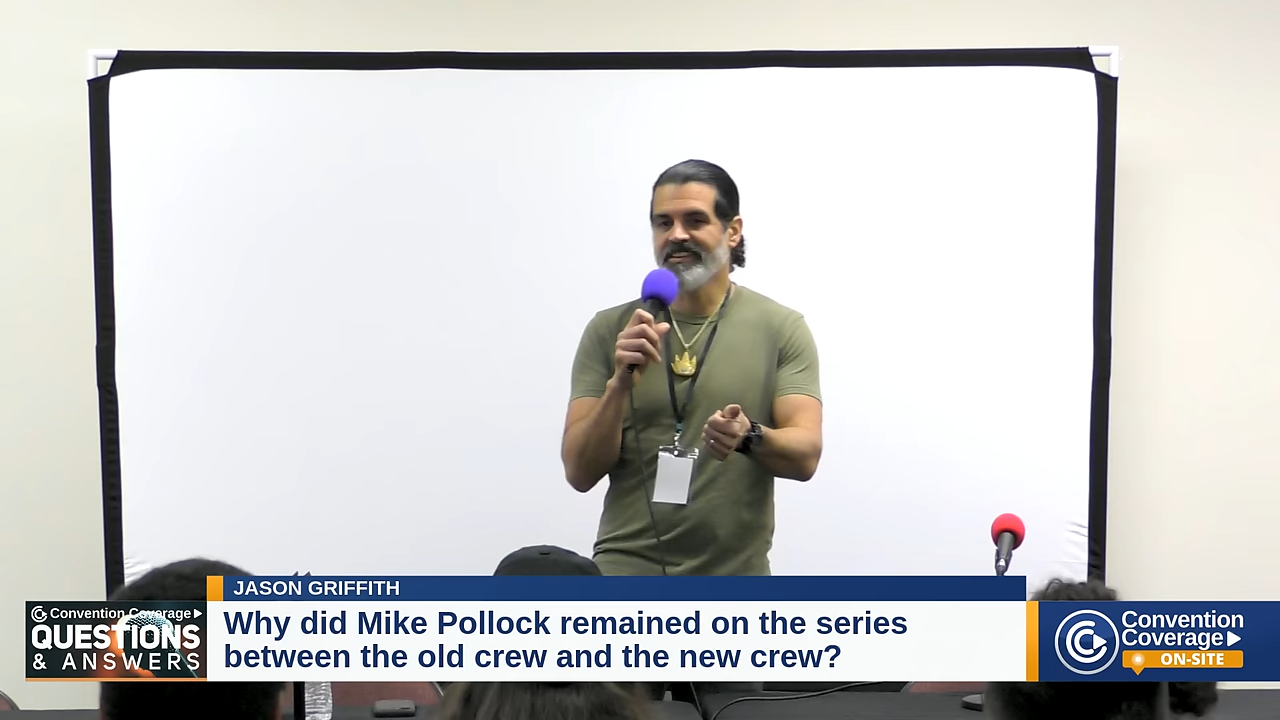 JASON GRIFFITH
Convention Coverage
QUESTIONS
& ANSWERS
Why did Mike Pollock remained on the series
between the old crew and the new crew?
Convention
Coverage
ON-SITE